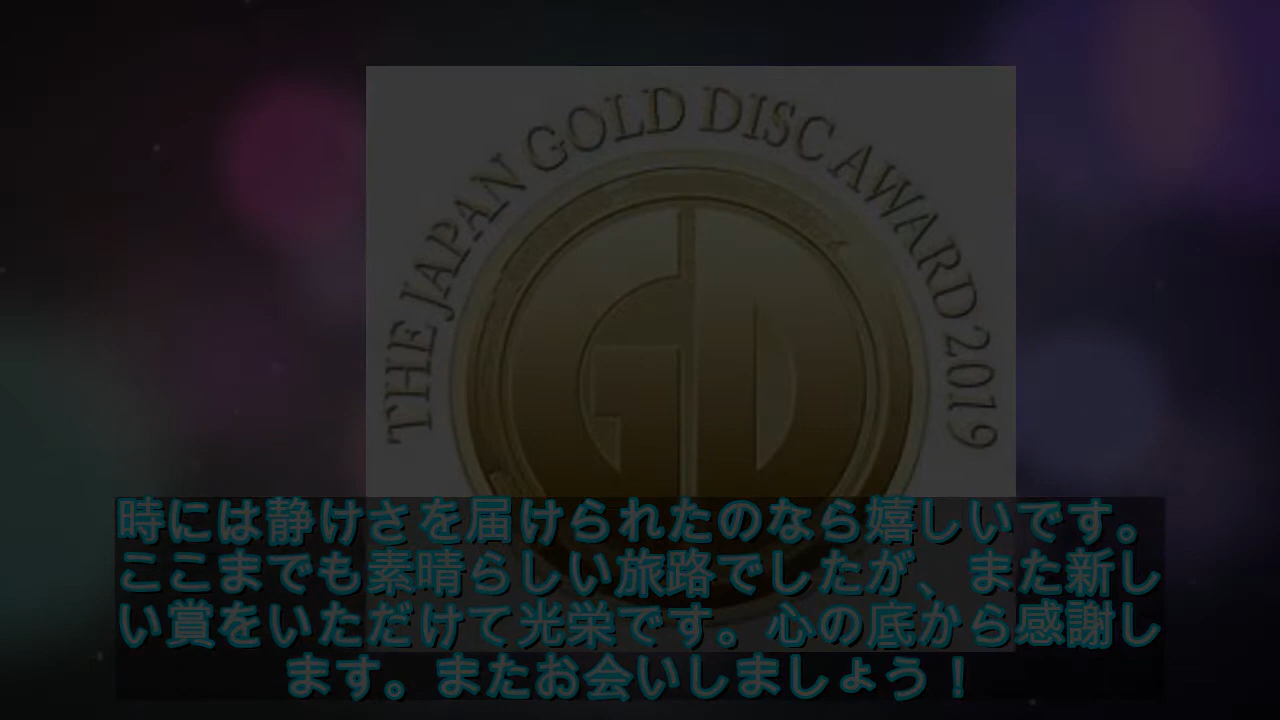 THE JAPAN GOLD DISC AWARD 2019
GD
時には静けさを届けられたのなら嬉しいです。
ここまでも素晴らしい旅路でしたが、また新し
い賞をいただけて光栄です。心の底から感謝し
ます。またお会いしましょう！